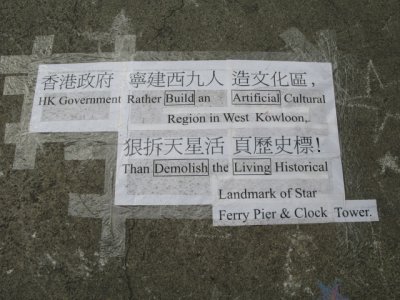 香港政府 寧建西九人 造文化區，
HK Government Rather Build an Artificial Cultural
Region in West Kowloon,
狠拆天星活 頁歷史標!
Than Demolish the Living Historical
Landmark of Star
Ferry Pier & Clock Tower.